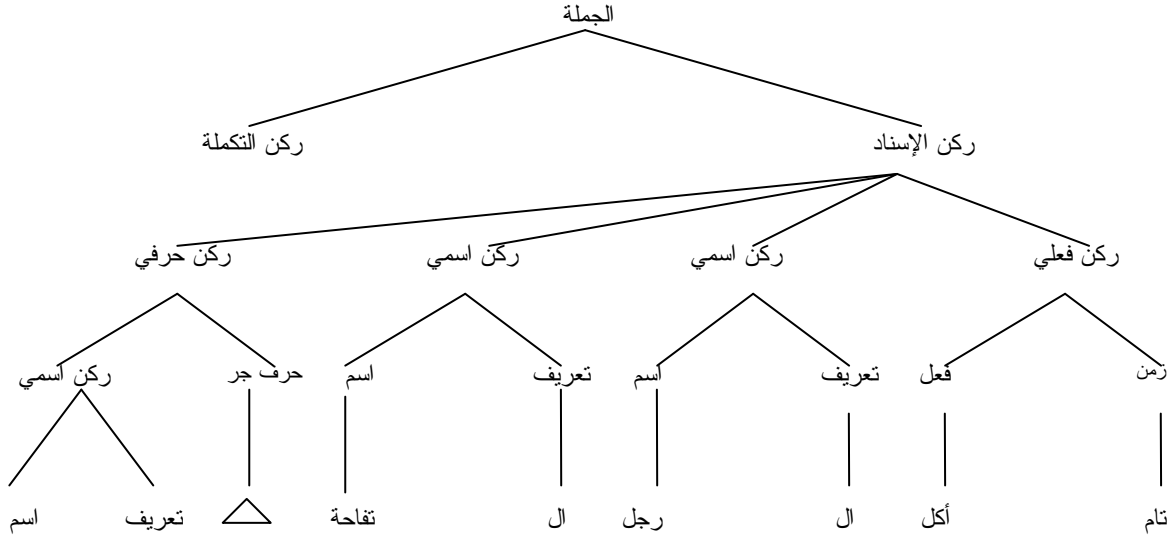 الجملة
ركن الإسناد ركن التكملة
ركن فعلي ركن اسمي ركن اسمي ركن حرفي
زمن فعل تعريف اسم تعريف اسم حرف جر ركن اسمي
تام أكل ال رجل ال تفاحة تعريف اسم